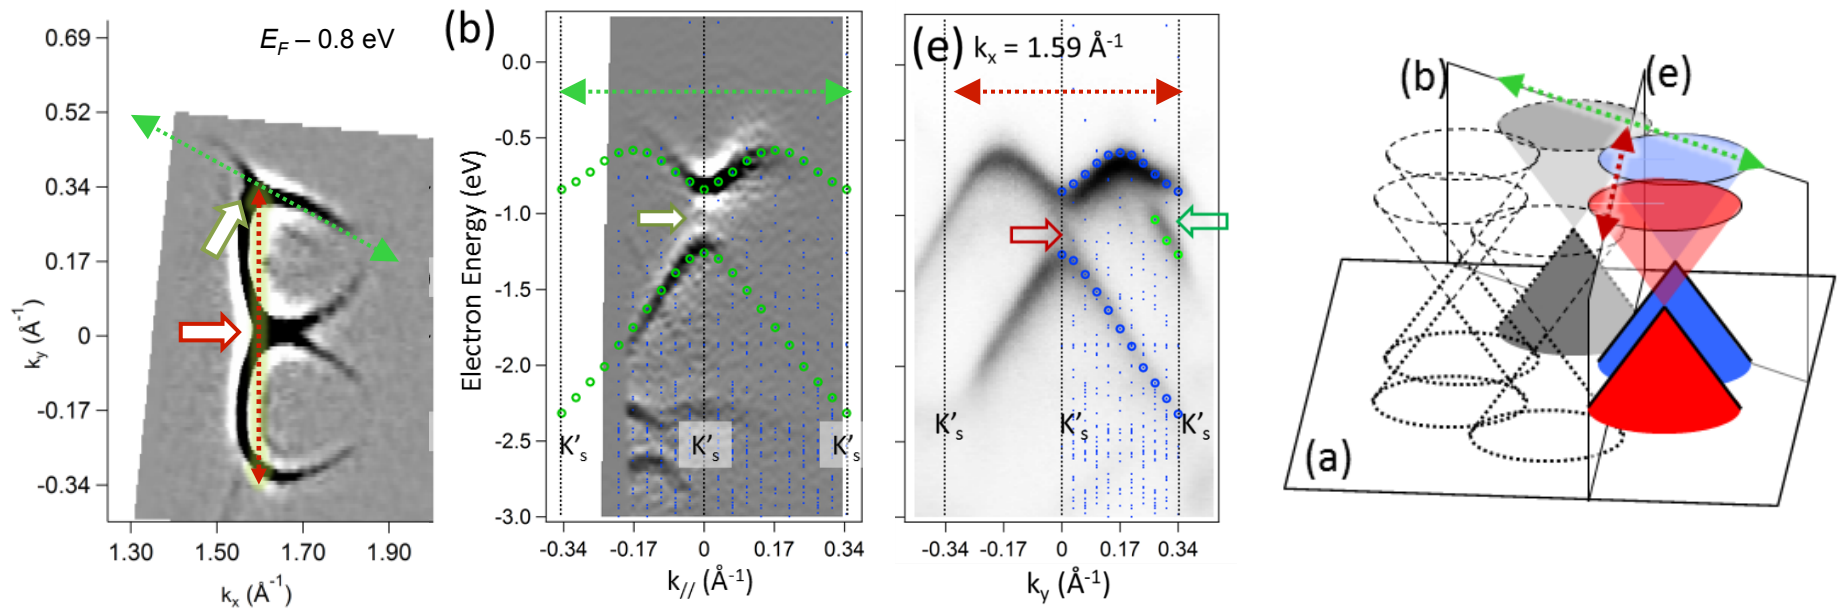 E_F – 0.8 eV
0.69
0.52
0.34
0.17
0
-0.17
-0.34
k_y (Å⁻¹)
1.30 1.50 1.70 1.90
k_x (Å⁻¹)
(b)
0.0
-0.5
-1.0
-1.5
-2.0
-2.5
-3.0
Electron Energy (eV)
K'_s K'_s K'_s
-0.34 -0.17 0 0.17 0.34
k_// (Å⁻¹)
(e) k_x = 1.59 Å⁻¹
K'_s K'_s K'_s
-0.34 -0.17 0 0.17 0.34
k_y (Å⁻¹)
(b) (e)
(a)